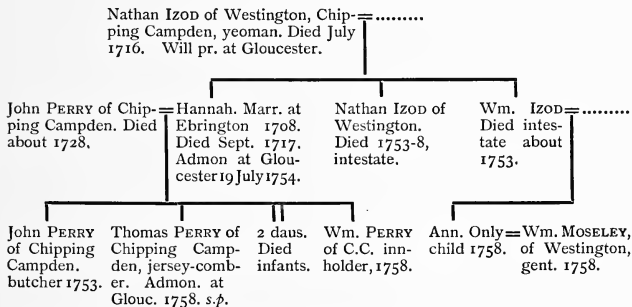 Nathan IZOD of Westington, Chip-=..........
ping Campden, yeoman. Died July
1716. Will pr. at Gloucester.
John PERRY of Chip-=
ping Campden. Died
about 1728.
Hannah. Marr. at
Ebrington 1708.
Died Sept. 1717.
Admon at Glou-
cester 19 July 1754.
Nathan IZOD of
Westington.
Died 1753-8,
intestate.
Wm. IZOD=..........
Died intes-
tate about
1753.
John PERRY
of Chipping
Campden.
butcher 1753.
Thomas PERRY of
Chipping Camp-
den, jersey-comb-
er. Admon. at
Glouc. 1758. s.p.
2 daus.
Died
infants.
Wm. PERRY
of C.C. inn-
holder, 1758.
Ann. Only=
child 1758.
Wm. MOSELEY,
of Westington,
gent. 1758.